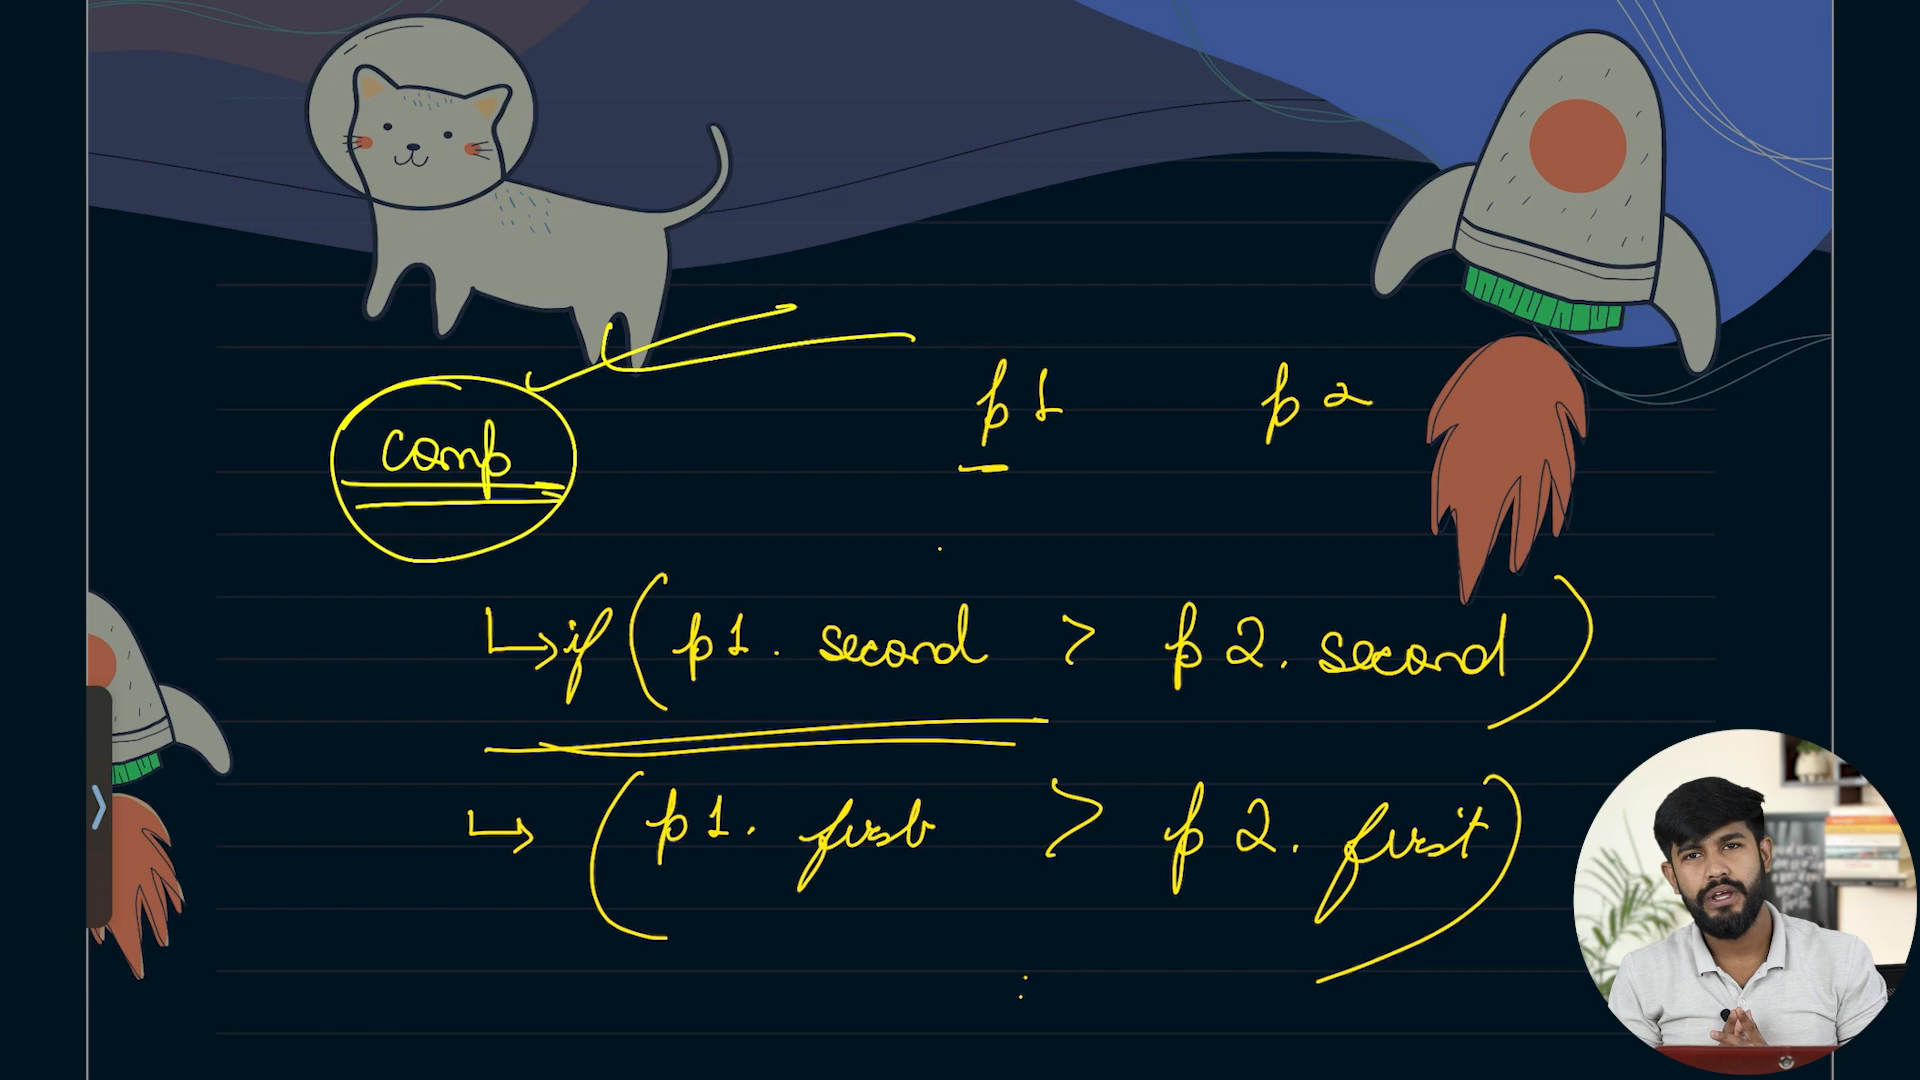 p1 p2
comp
↳ if (p1. second > p2. second)
↳ (p1. first > p2. first)